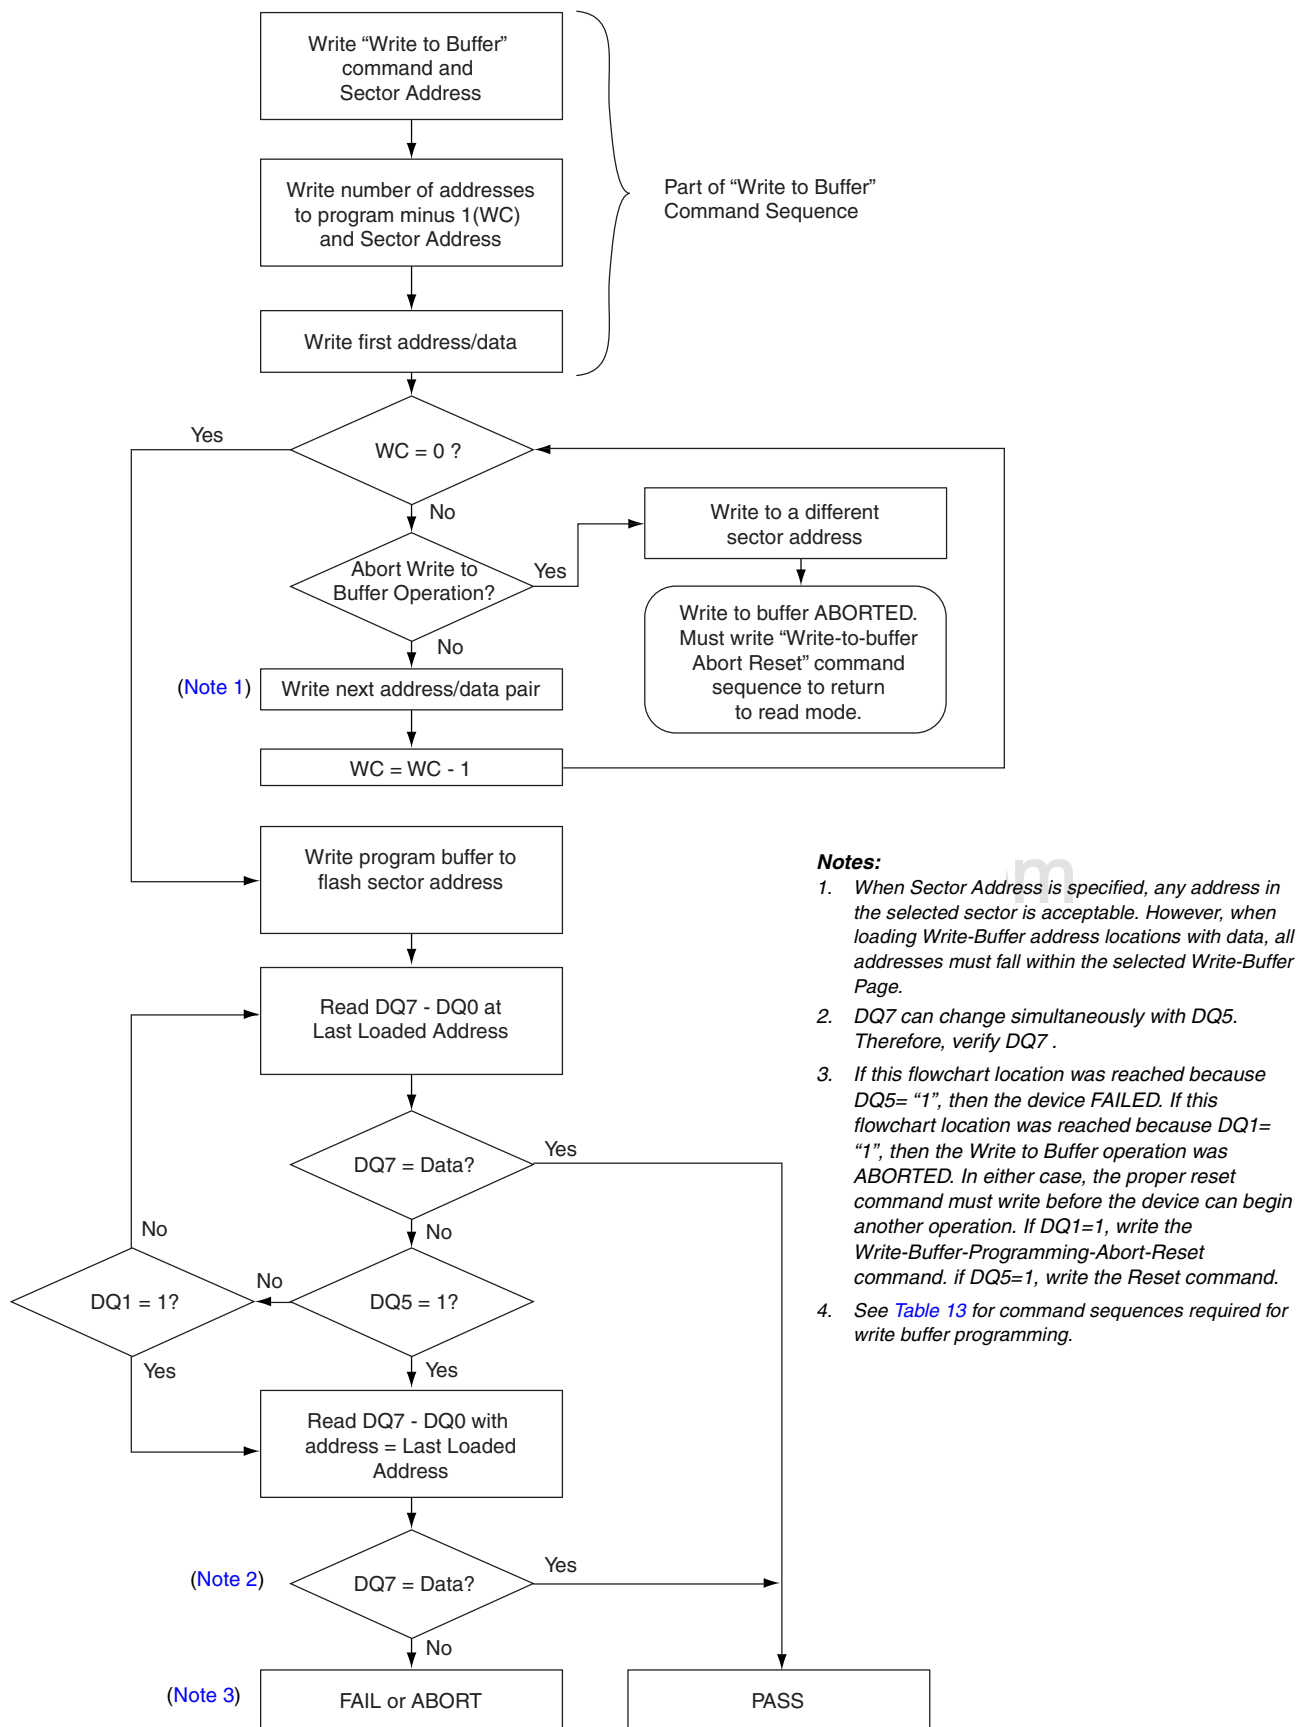 Write “Write to Buffer”
command and
Sector Address
Write number of addresses
to program minus 1(WC)
and Sector Address
Part of “Write to Buffer”
Command Sequence
Write first address/data
Yes
WC = 0 ?
No
Write to a different
sector address
Abort Write to
Buffer Operation?
Yes
No
Write to buffer ABORTED.
Must write “Write-to-buffer
Abort Reset” command
sequence to return
to read mode.
(Note 1)
Write next address/data pair
WC = WC - 1
Write program buffer to
flash sector address
Notes:
1. When Sector Address is specified, any address in
the selected sector is acceptable. However, when
loading Write-Buffer address locations with data, all
addresses must fall within the selected Write-Buffer
Page.
2. DQ7 can change simultaneously with DQ5.
Therefore, verify DQ7 .
3. If this flowchart location was reached because
DQ5= “1”, then the device FAILED. If this
flowchart location was reached because DQ1=
“1”, then the Write to Buffer operation was
ABORTED. In either case, the proper reset
command must write before the device can begin
another operation. If DQ1=1, write the
Write-Buffer-Programming-Abort-Reset
command. if DQ5=1, write the Reset command.
4. See Table 13 for command sequences required for
write buffer programming.
Read DQ7 - DQ0 at
Last Loaded Address
DQ7 = Data?
Yes
No
No
DQ1 = 1?
No
DQ5 = 1?
Yes
Yes
Read DQ7 - DQ0 with
address = Last Loaded
Address
(Note 2)
DQ7 = Data?
Yes
No
(Note 3)
FAIL or ABORT
PASS